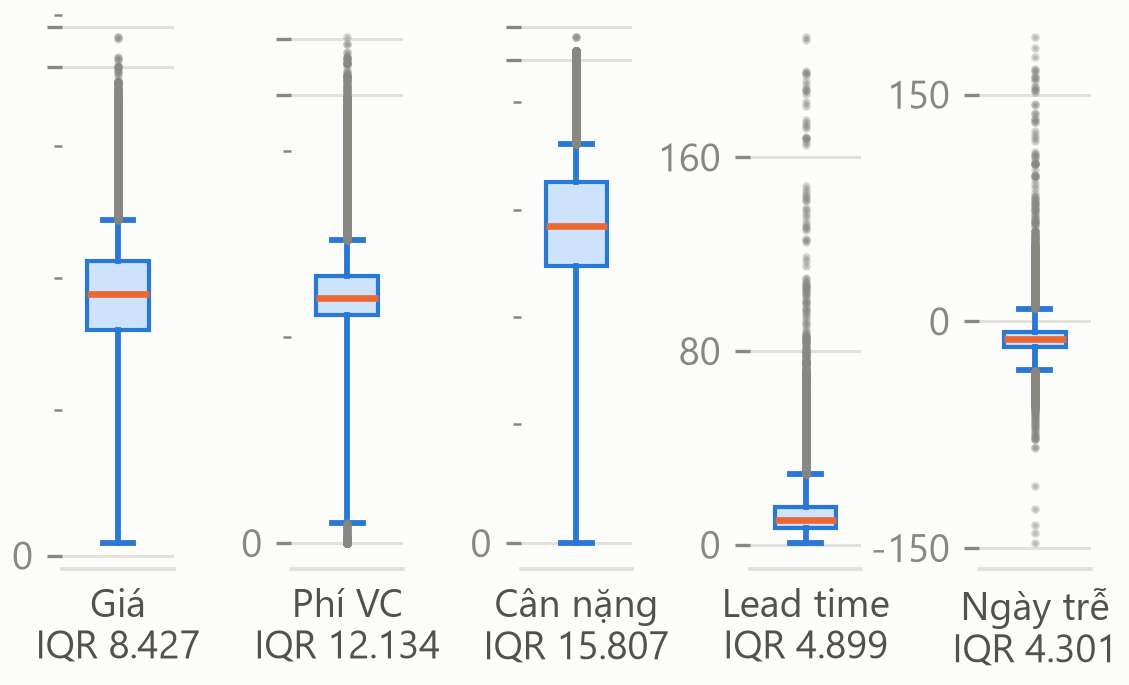 0
Giá
IQR 8.427
0
Phí VC
IQR 12.134
0
Cân nặng
IQR 15.807
160
80
0
Lead time
IQR 4.899
150
0
-150
Ngày trễ
IQR 4.301